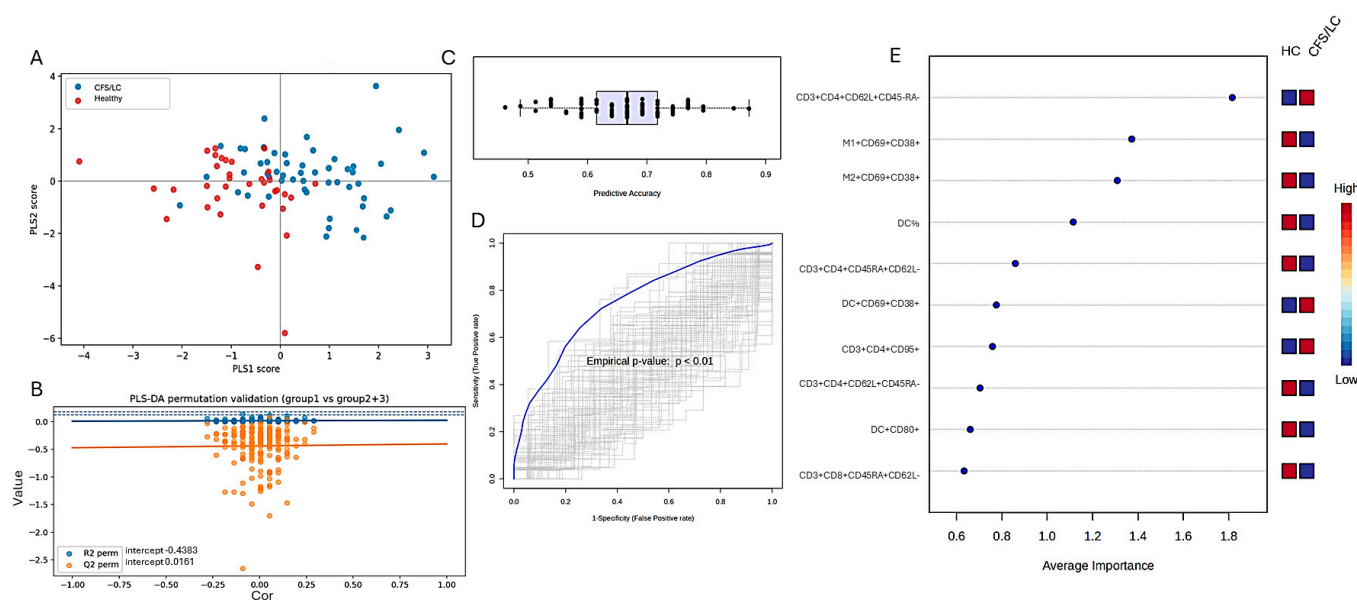 A
4
2
0
−2
−4
−6
CFS/LC
Healthy
PLS2 score
−4
−3
−2
−1
0
1
2
3
PLS1 score
B
PLS-DA permutation validation (group1 vs group2+3)
0.0
−0.5
−1.0
−1.5
−2.0
−2.5
Value
R2 perm intercept -0.4383
Q2 perm intercept 0.0161
−1.00
−0.75
−0.50
−0.25
0.00
0.25
0.50
0.75
1.00
Cor
C
0.5
0.6
0.7
0.8
0.9
Predictive Accuracy
D
1.0
0.8
0.6
0.4
0.2
0.0
Sensitivity (True Positive rate)
Empirical p-value: p < 0.01
0.0
0.2
0.4
0.6
0.8
1.0
1-Specificity (False Positive rate)
E
HC
CFS/LC
CD3+CD4+CD62L+CD45-RA-
M1+CD69+CD38+
M2+CD69+CD38+
DC%
CD3+CD4+CD45RA+CD62L-
DC+CD69+CD38+
CD3+CD4+CD95+
CD3+CD4+CD62L+CD45RA-
DC+CD80+
CD3+CD8+CD45RA+CD62L-
0.6
0.8
1.0
1.2
1.4
1.6
1.8
Average Importance
High
Low